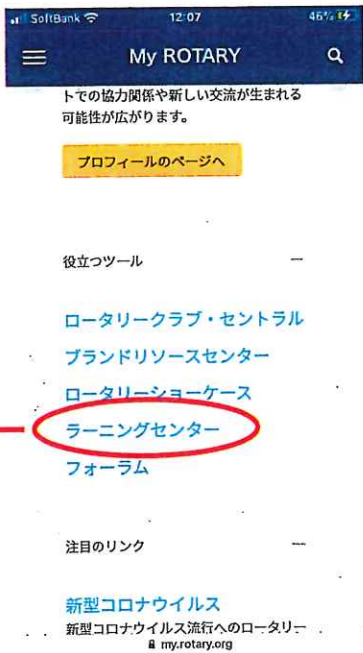 SoftBank 12:07 46%
My ROTARY
トでの協力関係や新しい交流が生まれる
可能性が広がります。
プロフィールのページへ
役立つツール
ロータリークラブ・セントラル
ブランドリソースセンター
ロータリーショーケース
ラーニングセンター
フォーラム
注目のリンク
新型コロナウイルス
新型コロナウイルス流行へのロータリー
my.rotary.org